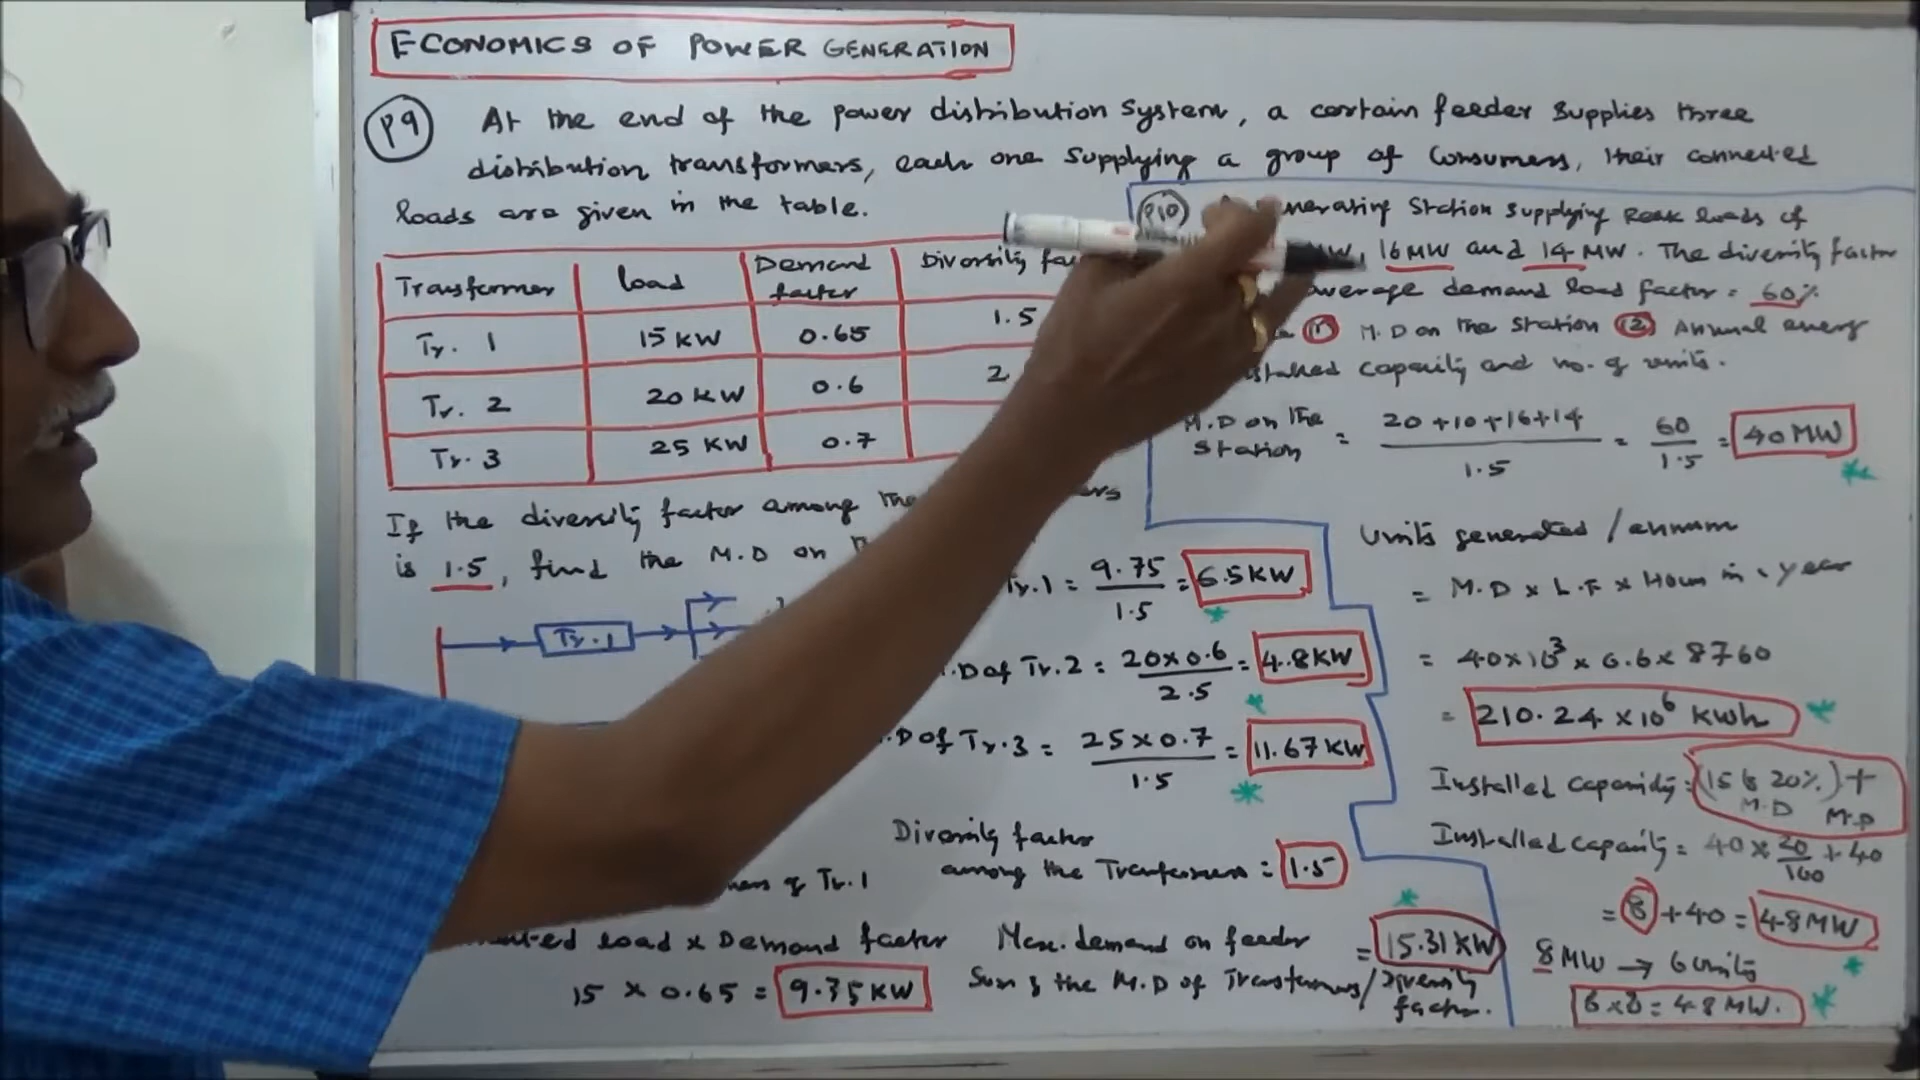 ECONOMICS OF POWER GENERATION
P9 At the end of the power distribution system, a certain feeder supplies three
distribution transformers, each one supplying a group of consumers, their connected
loads are given in the table.
Transformer load Demand factor Diversity
Tr. 1 15 KW 0.65 1.5
Tr. 2 20 KW 0.6 2
Tr. 3 25 KW 0.7
If the diversity factor among the
is 1.5, find the M.D on
Tr.1
Tr.1 = 9.75 / 1.5 = 6.5 KW
Tr.2 = 20 x 0.6 / 2.5 = 4.8 KW
D of Tr.3 = 25 x 0.7 / 1.5 = 11.67 KW
Diversity factor
among the Transformers = 1.5
of Tr.1
load x Demand factor
15 x 0.65 = 9.75 KW
Max. demand on feeder = 15.31 KW
Sum of the M.D of Transformers / Diversity factor.
P10 Station supplying Peak loads of
MW, 16 MW and 14 MW. The diversity factor
average demand load factor = 60%
1 M.D on the station 2 Annual energy
capacity and no. of units.
M.D on the station = 20 + 10 + 16 + 14 / 1.5 = 60 / 1.5 = 40 MW
Units generated / annum
= M.D x L.F x Hours in a year
= 40 x 10³ x 0.6 x 8760
= 210.24 x 10⁶ KWh
Installed capacity = (15 to 20%) M.D + M.D
Installed capacity = 40 x 20/100 + 40
= 8 + 40 = 48 MW
8 MW → 6 units
6 x 8 = 48 MW.